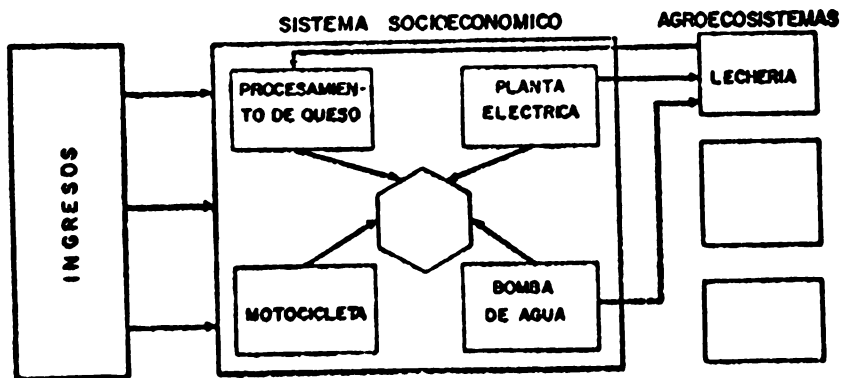 SISTEMA SOCIOECONOMICO
AGROECOSISTEMAS
INGRESOS
PROCESAMIEN-
TO DE QUESO
PLANTA
ELECTRICA
LECHERIA
MOTOCICLETA
BOMBA
DE AGUA